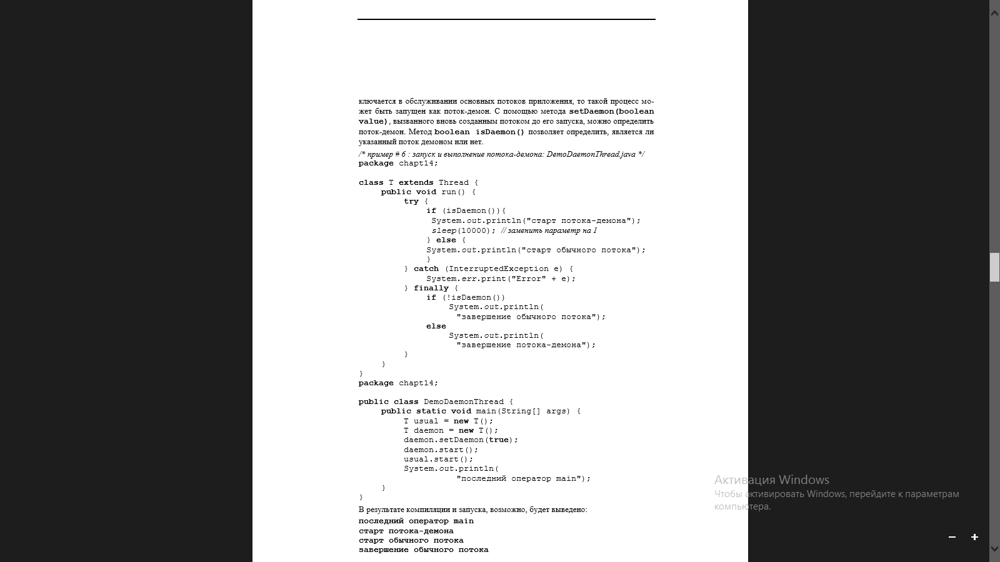 ключается в обслуживании основных потоков приложения, то такой процесс мо-
жет быть запущен как поток-демон. С помощью метода setDaemon(boolean
value), вызванного вновь созданным потоком до его запуска, можно определить
поток-демон. Метод boolean isDaemon() позволяет определить, является ли
указанный поток демоном или нет.
/* пример # 6 : запуск и выполнение потока-демона: DemoDaemonThread.java */
package chapt14;
class T extends Thread {
public void run() {
try {
if (isDaemon()){
System.out.println("старт потока-демона");
sleep(10000); // заменить параметр на 1
} else {
System.out.println("старт обычного потока");
}
} catch (InterruptedException e) {
System.err.print("Error" + e);
} finally {
if (!isDaemon())
System.out.println(
"завершение обычного потока");
else
System.out.println(
"завершение потока-демона");
}
}
}
package chapt14;
public class DemoDaemonThread {
public static void main(String[] args) {
T usual = new T();
T daemon = new T();
daemon.setDaemon(true);
daemon.start();
usual.start();
System.out.println(
"последний оператор main");
}
}
В результате компиляции и запуска, возможно, будет выведено:
последний оператор main
старт потока-демона
старт обычного потока
завершение обычного потока
Активация Windows
Чтобы активировать Windows, перейдите к параметрам
компьютера.